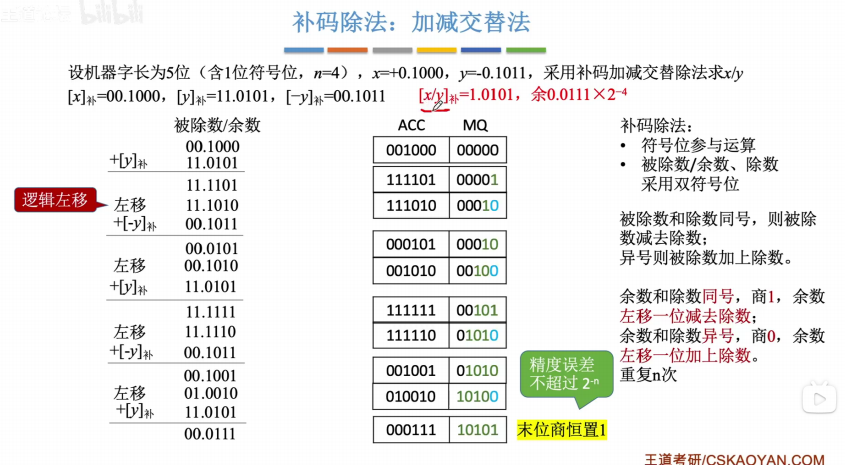 bilibili
补码除法：加减交替法
设机器字长为5位（含1位符号位，n=4），x=+0.1000，y=-0.1011，采用补码加减交替除法求x/y
[x]补=00.1000，[y]补=11.0101，[−y]补=00.1011
[x/y]补=1.0101，余0.0111×2⁻⁴
被除数/余数
00.1000
+[y]补 11.0101
11.1101
逻辑左移
左移 11.1010
+[-y]补 00.1011
00.0101
左移 00.1010
+[y]补 11.0101
11.1111
左移 11.1110
+[-y]补 00.1011
00.1001
左移 01.0010
+[y]补 11.0101
00.0111
ACC MQ
001000 00000
111101 00001
111010 00010
000101 00010
001010 00100
111111 00101
111110 01010
001001 01010
010010 10100
000111 10101
精度误差
不超过 2⁻ⁿ
末位商恒置1
补码除法：
• 符号位参与运算
• 被除数/余数、除数
采用双符号位
被除数和除数同号，则被除
数减去除数；
异号则被除数加上除数。
余数和除数同号，商1，余数
左移一位减去除数；
余数和除数异号，商0，余数
左移一位加上除数。
重复n次
王道考研/CSKAOYAN.COM